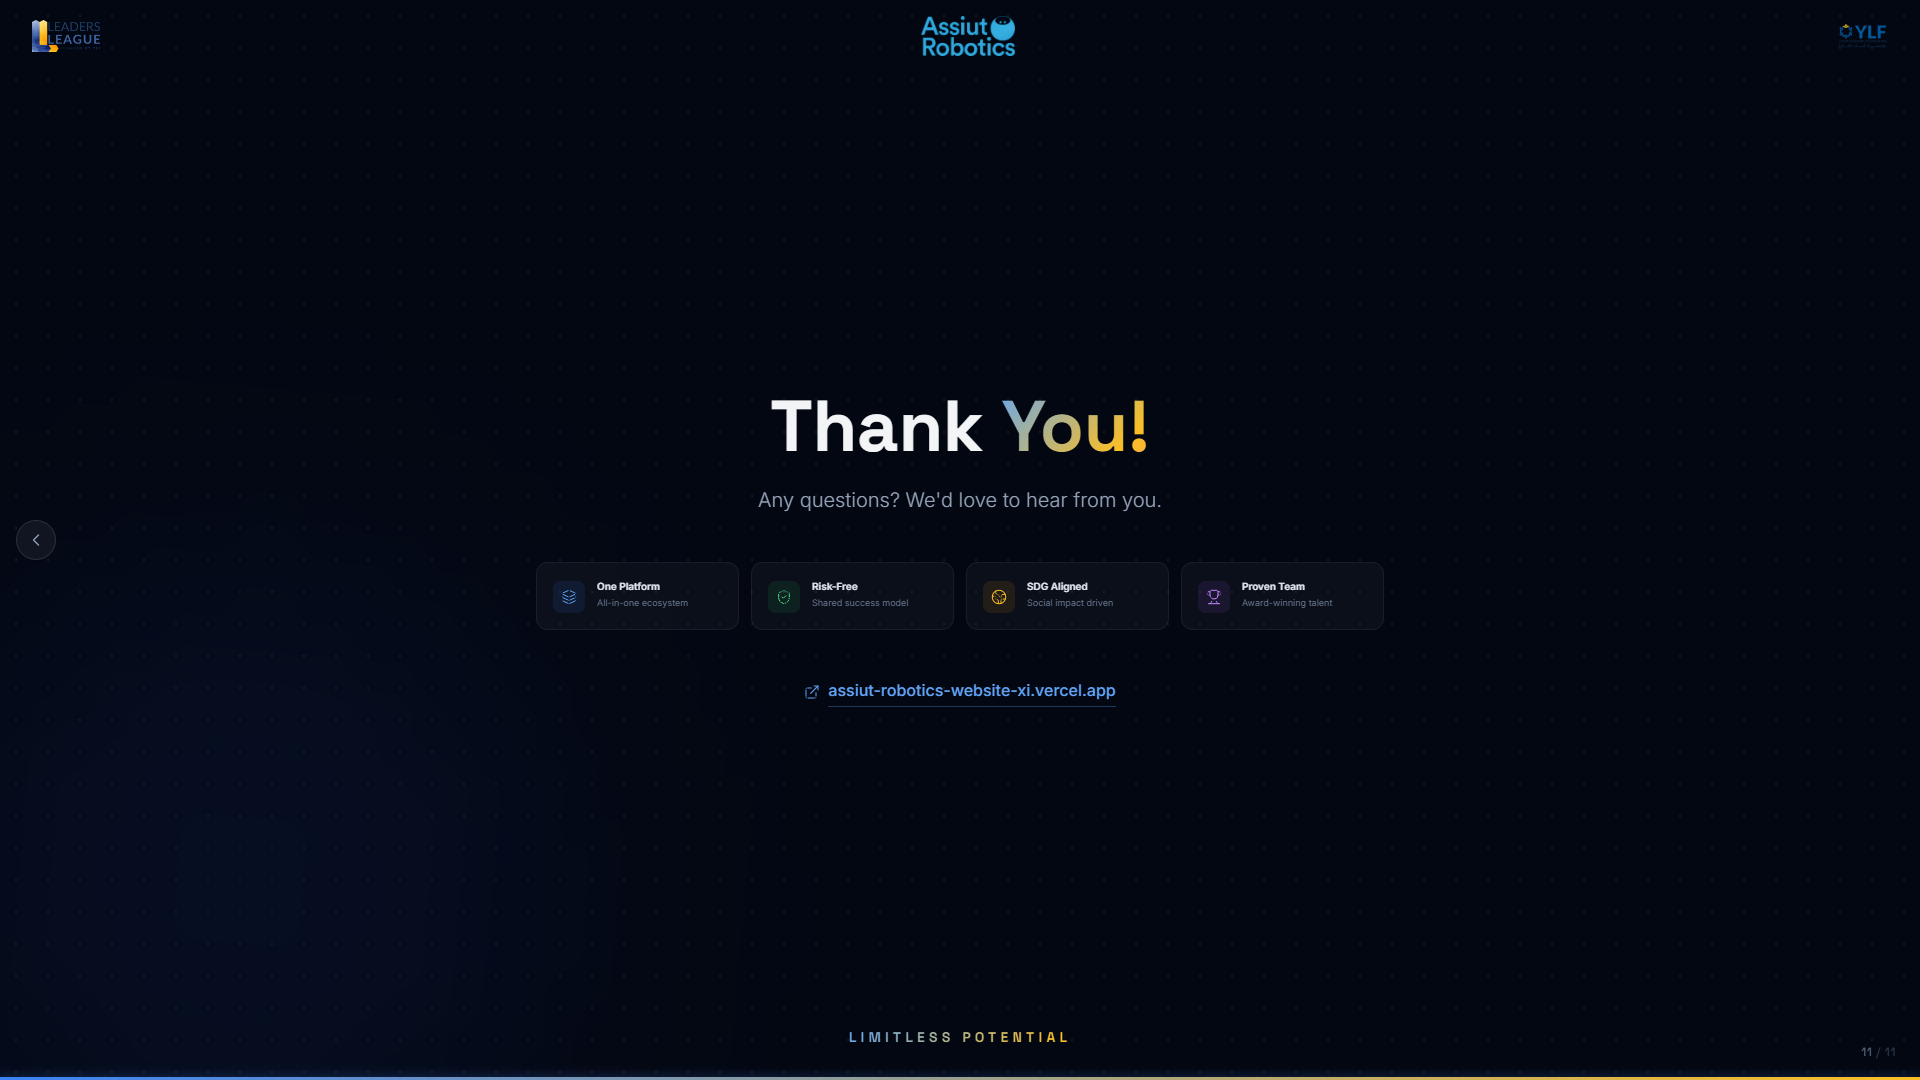 LEADERS
LEAGUE
Assiut
Robotics
YLF
Thank You!
Any questions? We'd love to hear from you.
One Platform
All-in-one ecosystem
Risk-Free
Shared success model
SDG Aligned
Social impact driven
Proven Team
Award-winning talent
assiut-robotics-website-xi.vercel.app
LIMITLESS POTENTIAL
11 / 11